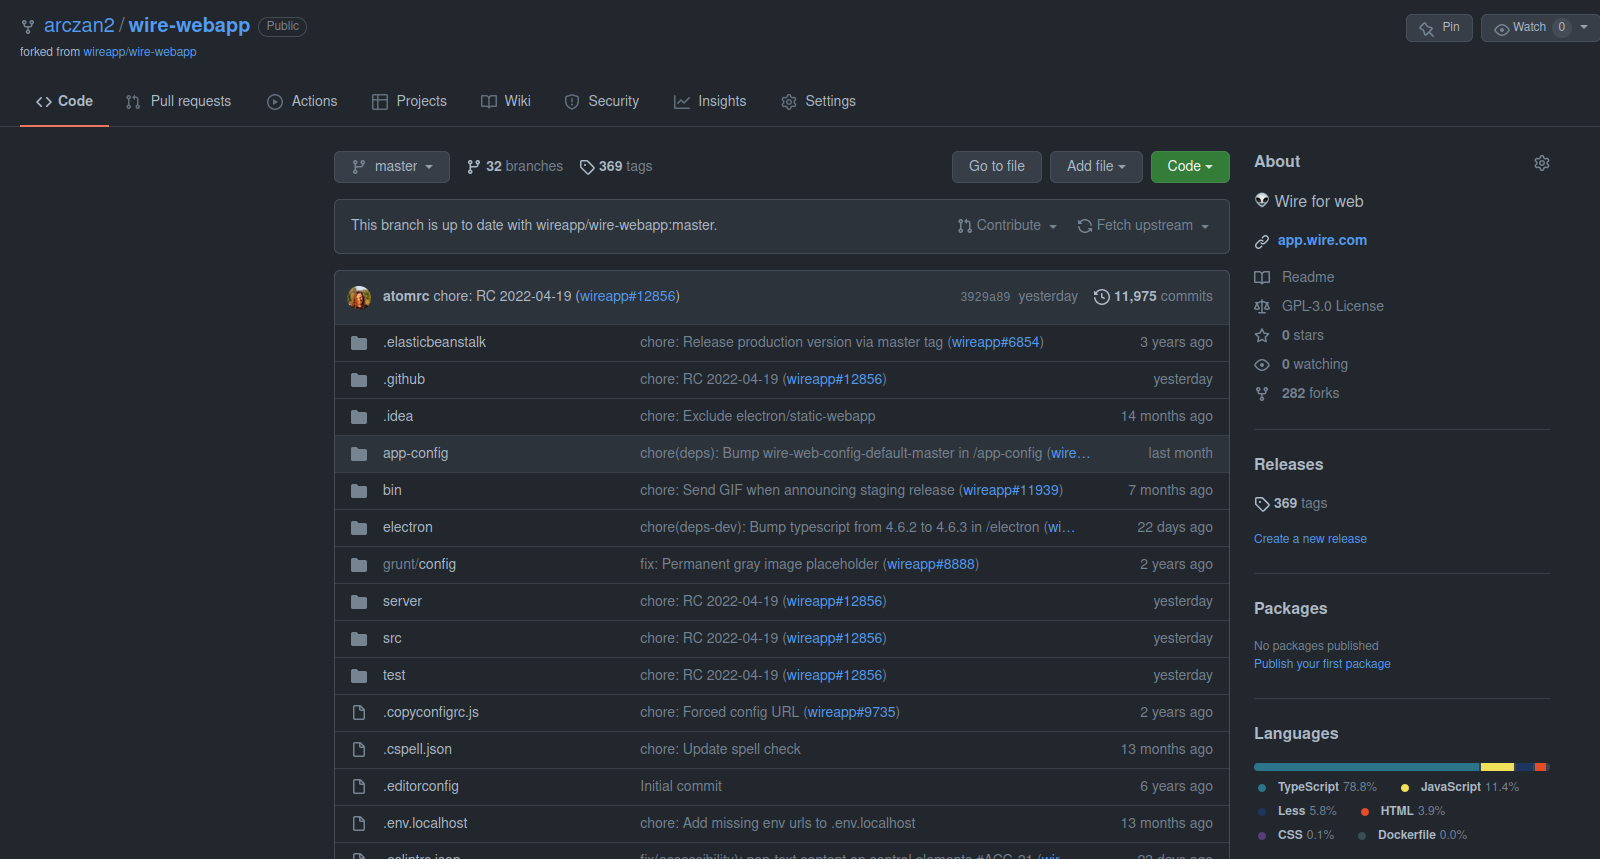 arczan2 / wire-webapp Public
Pin Watch 0
forked from wireapp/wire-webapp
Code Pull requests Actions Projects Wiki Security Insights Settings
master 32 branches 369 tags Go to file Add file Code
This branch is up to date with wireapp/wire-webapp:master. Contribute Fetch upstream
atomrc chore: RC 2022-04-19 (wireapp#12856) 3929a89 yesterday 11,975 commits
.elasticbeanstalk chore: Release production version via master tag (wireapp#6854) 3 years ago
.github chore: RC 2022-04-19 (wireapp#12856) yesterday
.idea chore: Exclude electron/static-webapp 14 months ago
app-config chore(deps): Bump wire-web-config-default-master in /app-config (wire… last month
bin chore: Send GIF when announcing staging release (wireapp#11939) 7 months ago
electron chore(deps-dev): Bump typescript from 4.6.2 to 4.6.3 in /electron (wi… 22 days ago
grunt/config fix: Permanent gray image placeholder (wireapp#8888) 2 years ago
server chore: RC 2022-04-19 (wireapp#12856) yesterday
src chore: RC 2022-04-19 (wireapp#12856) yesterday
test chore: RC 2022-04-19 (wireapp#12856) yesterday
.copyconfigrc.js chore: Forced config URL (wireapp#9735) 2 years ago
.cspell.json chore: Update spell check 13 months ago
.editorconfig Initial commit 6 years ago
.env.localhost chore: Add missing env urls to .env.localhost 13 months ago
About
Wire for web
app.wire.com
Readme
GPL-3.0 License
0 stars
0 watching
282 forks
Releases
369 tags
Create a new release
Packages
No packages published
Publish your first package
Languages
TypeScript 78.8% JavaScript 11.4%
Less 5.8% HTML 3.9%
CSS 0.1% Dockerfile 0.0%